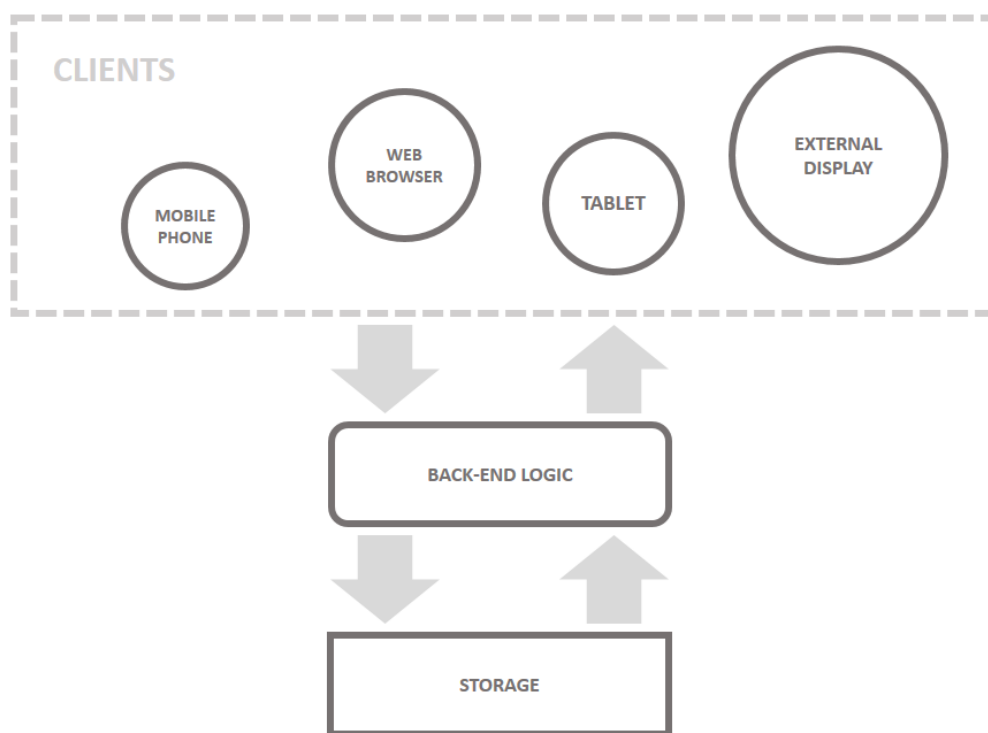 CLIENTS
MOBILE
PHONE
WEB
BROWSER
TABLET
EXTERNAL
DISPLAY
BACK-END LOGIC
STORAGE